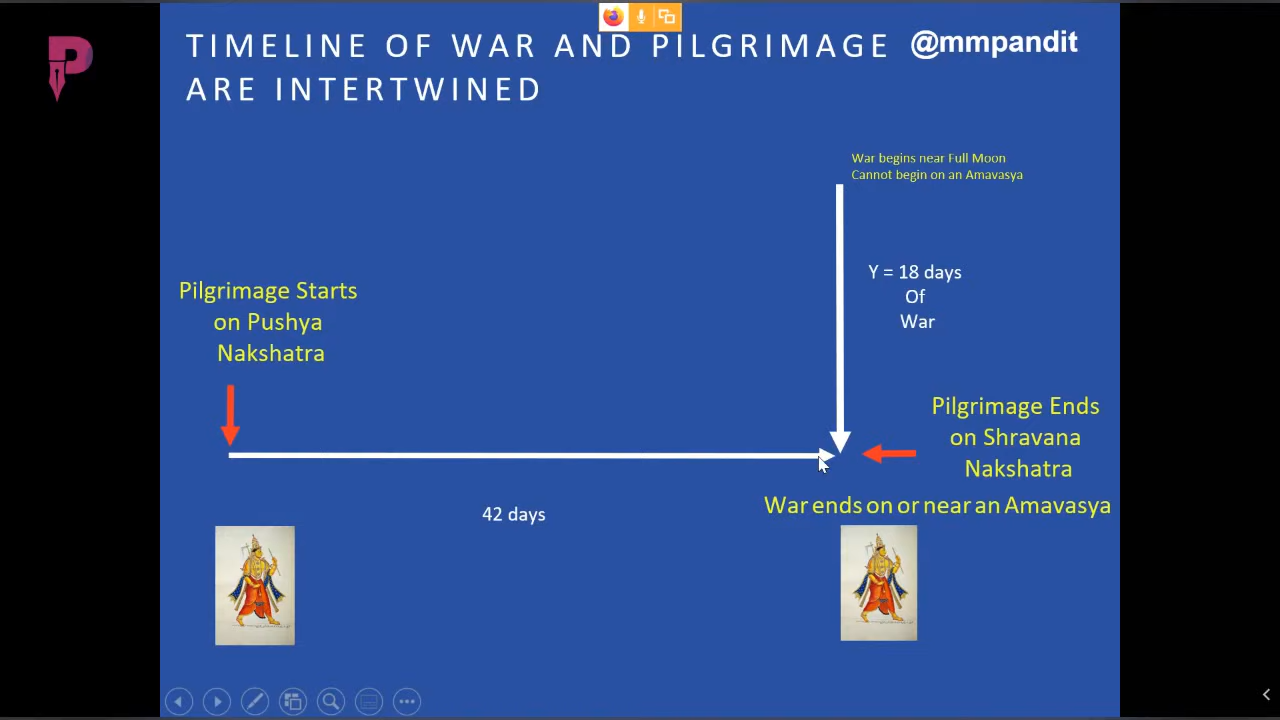 TIMELINE OF WAR AND PILGRIMAGE @mmpandit
ARE INTERTWINED
War begins near Full Moon
Cannot begin on an Amavasya
Y = 18 days
Of
War
Pilgrimage Starts
on Pushya
Nakshatra
Pilgrimage Ends
on Shravana
Nakshatra
War ends on or near an Amavasya
42 days